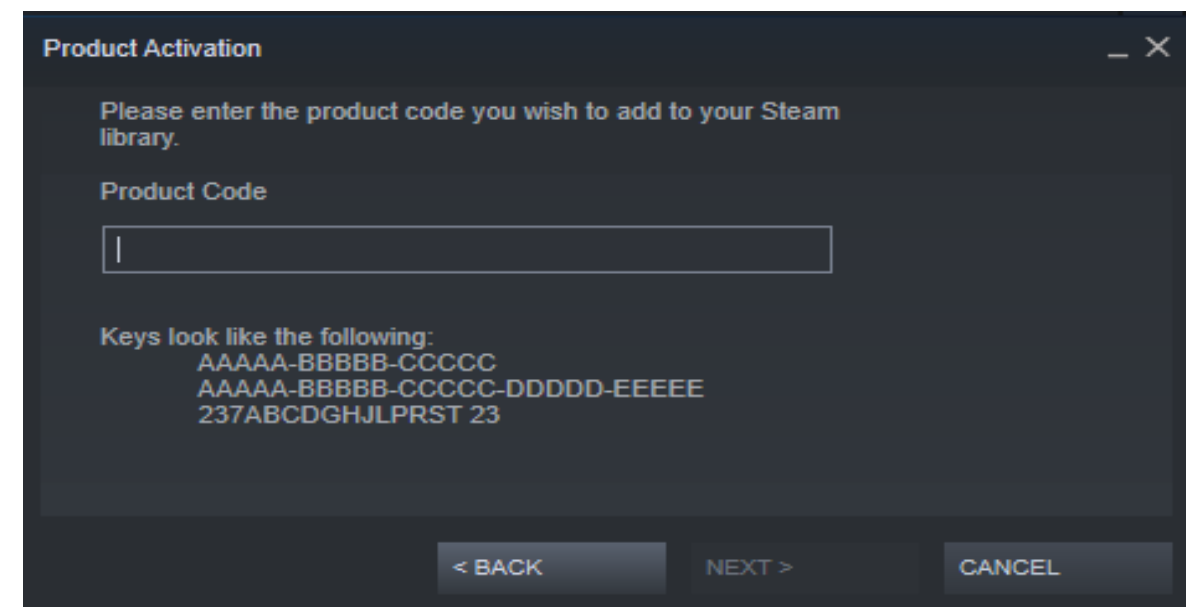 Product Activation
Please enter the product code you wish to add to your Steam
library.
Product Code
Keys look like the following:
AAAAA-BBBBB-CCCCC
AAAAA-BBBBB-CCCCC-DDDDD-EEEEE
237ABCDGHJLPRST 23
< BACK NEXT > CANCEL